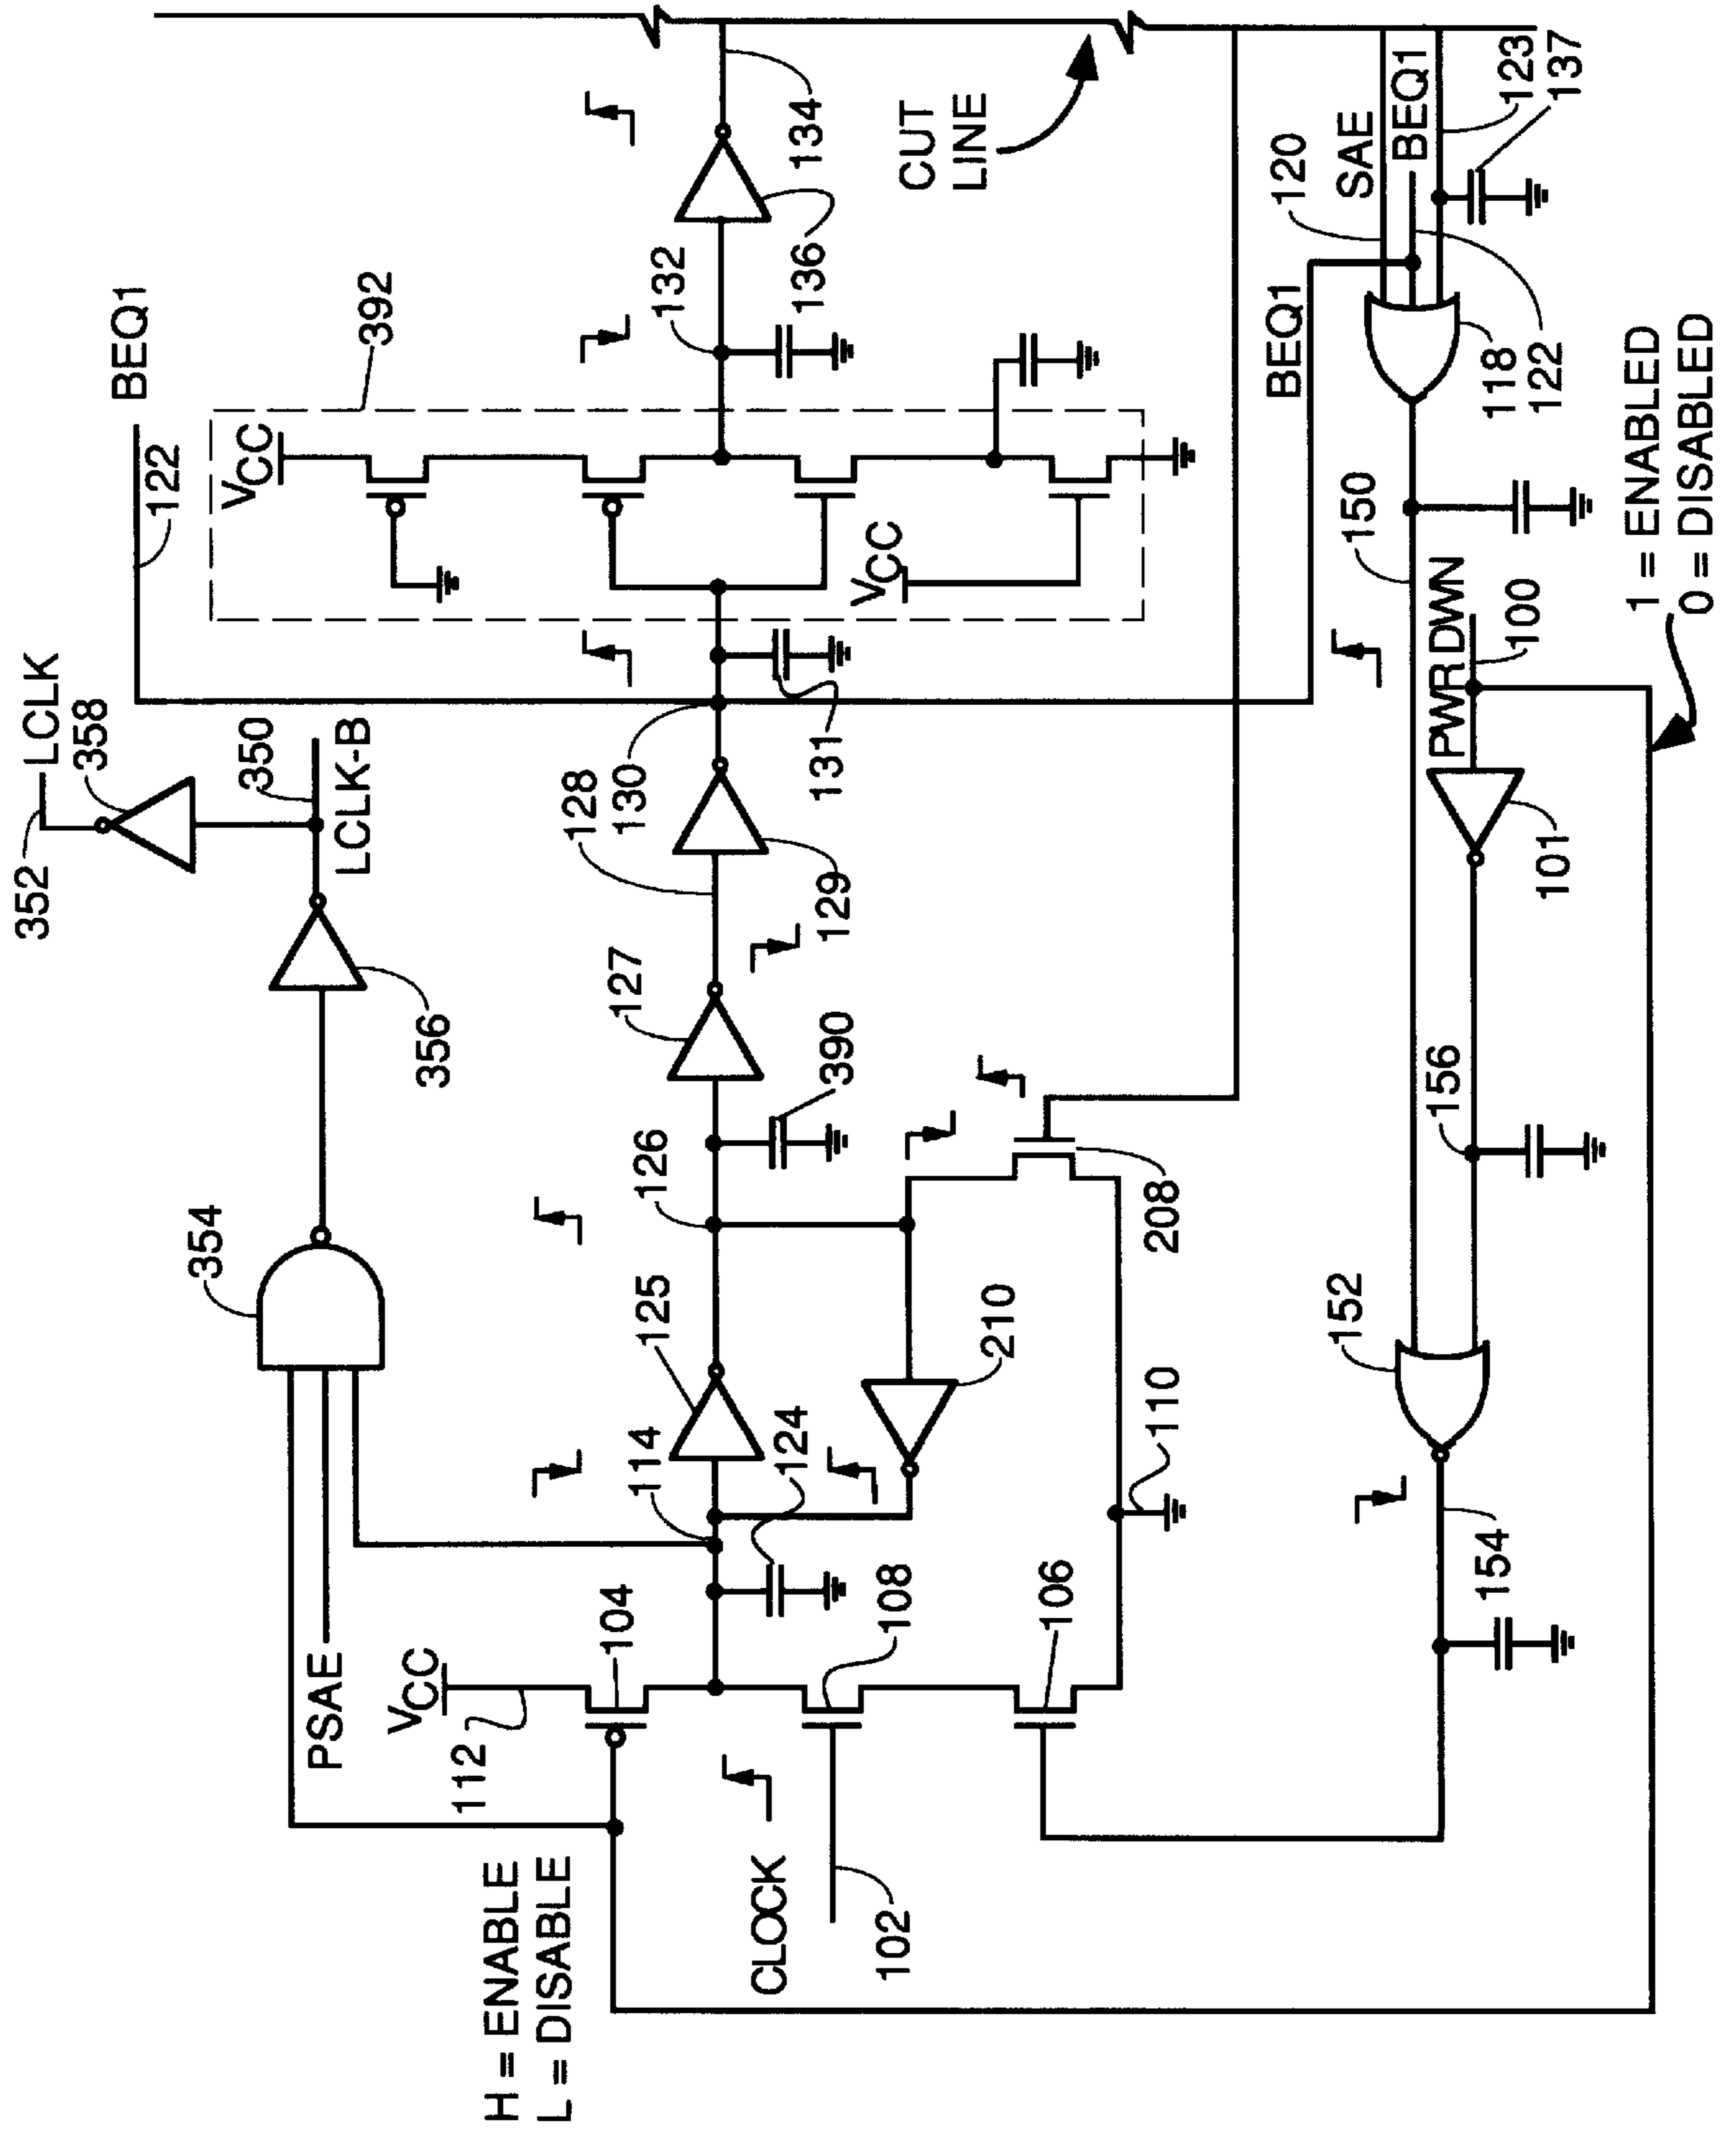 352
LCLK
358
350
LCLK-B
356
354
PSAE
BEQ1
122
392
VCC
VCC
H = ENABLE
L = DISABLE
VCC
112
104
114
125
126
127
128
130
132
134
124
390
129
131
136
CUT
LINE
CLOCK
102
108
210
106
110
208
BEQ1
120
SAE
BEQ1
123
137
118
122
150
PWRDWN
100
101
156
152
154
1 = ENABLED
0 = DISABLED